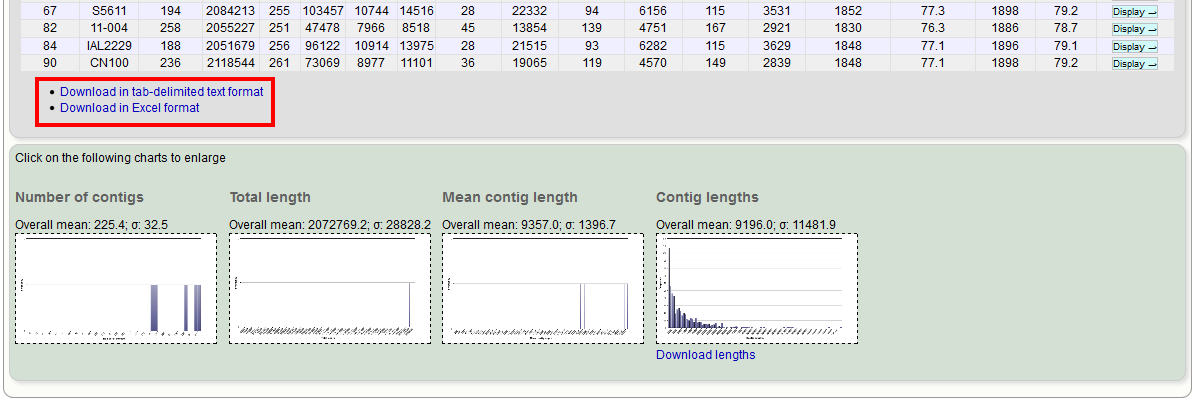 67 S5611 194 2084213 255 103457 10744 14516 28 22332 94 6156 115 3531 1852 77.3 1898 79.2 Display
82 11-004 258 2055227 251 47478 7966 8518 45 13854 139 4751 167 2921 1830 76.3 1886 78.7 Display
84 IAL2229 188 2051679 256 96122 10914 13975 28 21515 93 6282 115 3629 1848 77.1 1896 79.1 Display
90 CN100 236 2118544 261 73069 8977 11101 36 19065 119 4570 149 2839 1848 77.1 1898 79.2 Display
• Download in tab-delimited text format
• Download in Excel format
Click on the following charts to enlarge
Number of contigs Total length Mean contig length Contig lengths
Overall mean: 225.4; σ: 32.5 Overall mean: 2072769.2; σ: 28828.2 Overall mean: 9357.0; σ: 1396.7 Overall mean: 9196.0; σ: 11481.9
Download lengths